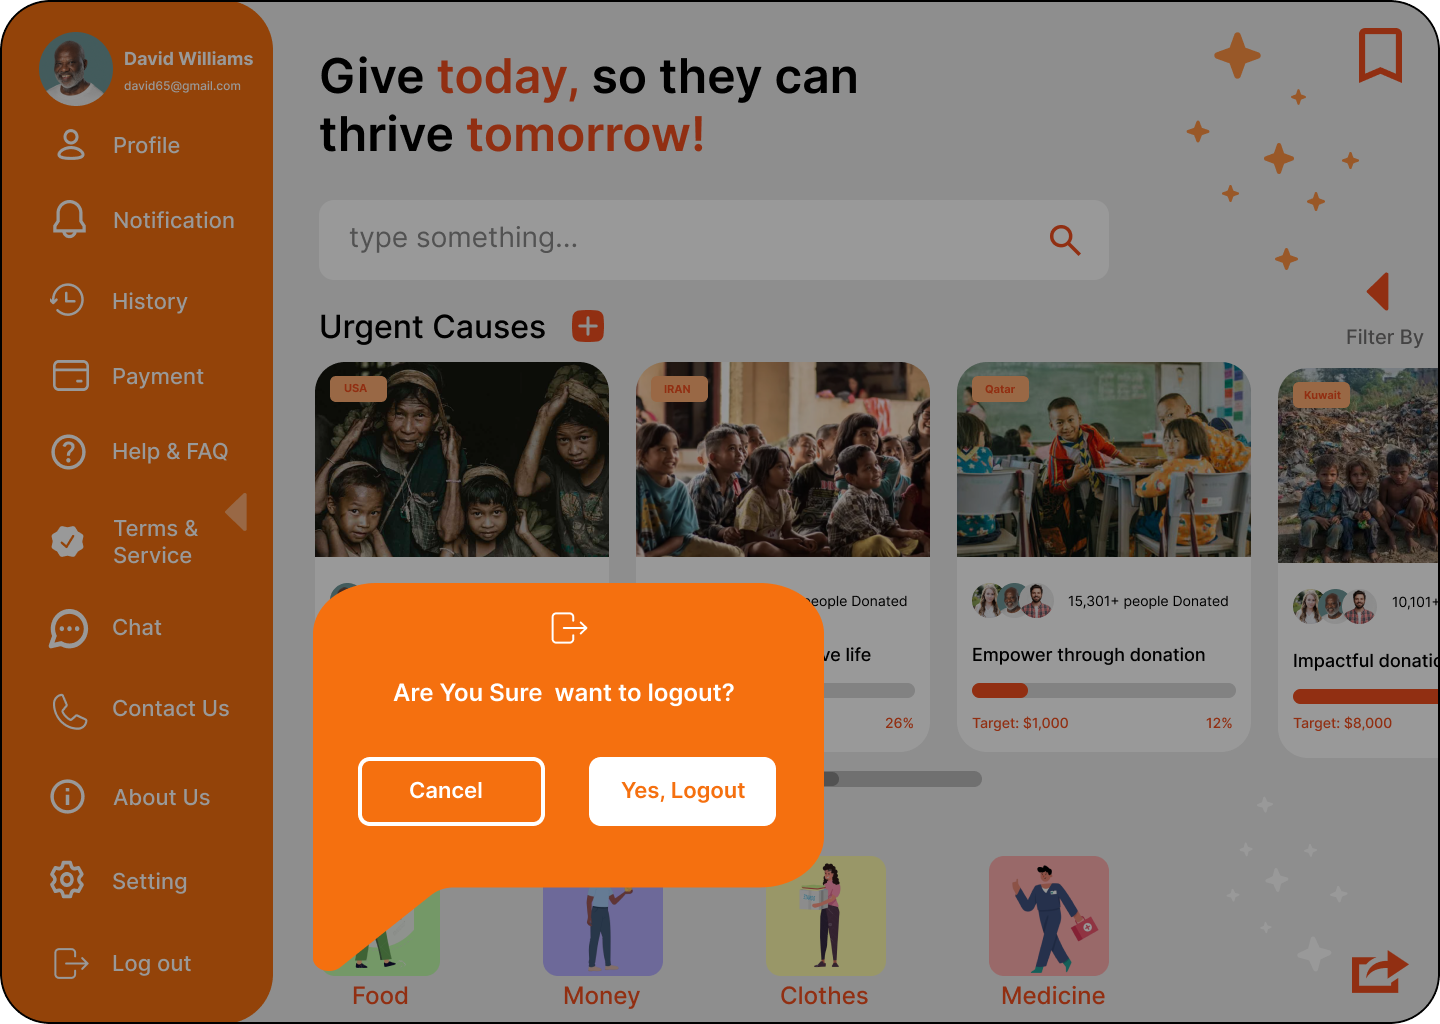 David Williams
david65@gmail.com
Profile
Notification
History
Payment
Help & FAQ
Terms &
Service
Chat
Contact Us
About Us
Setting
Log out
Give today, so they can
thrive tomorrow!
type something...
Urgent Causes
Filter By
USA
IRAN
Qatar
Kuwait
people Donated
15,301+ people Donated
10,101+
ve life
Empower through donation
Impactful donatio
26%
Target: $1,000
12%
Target: $8,000
Are You Sure  want to logout?
Cancel
Yes, Logout
Food
Money
Clothes
Medicine